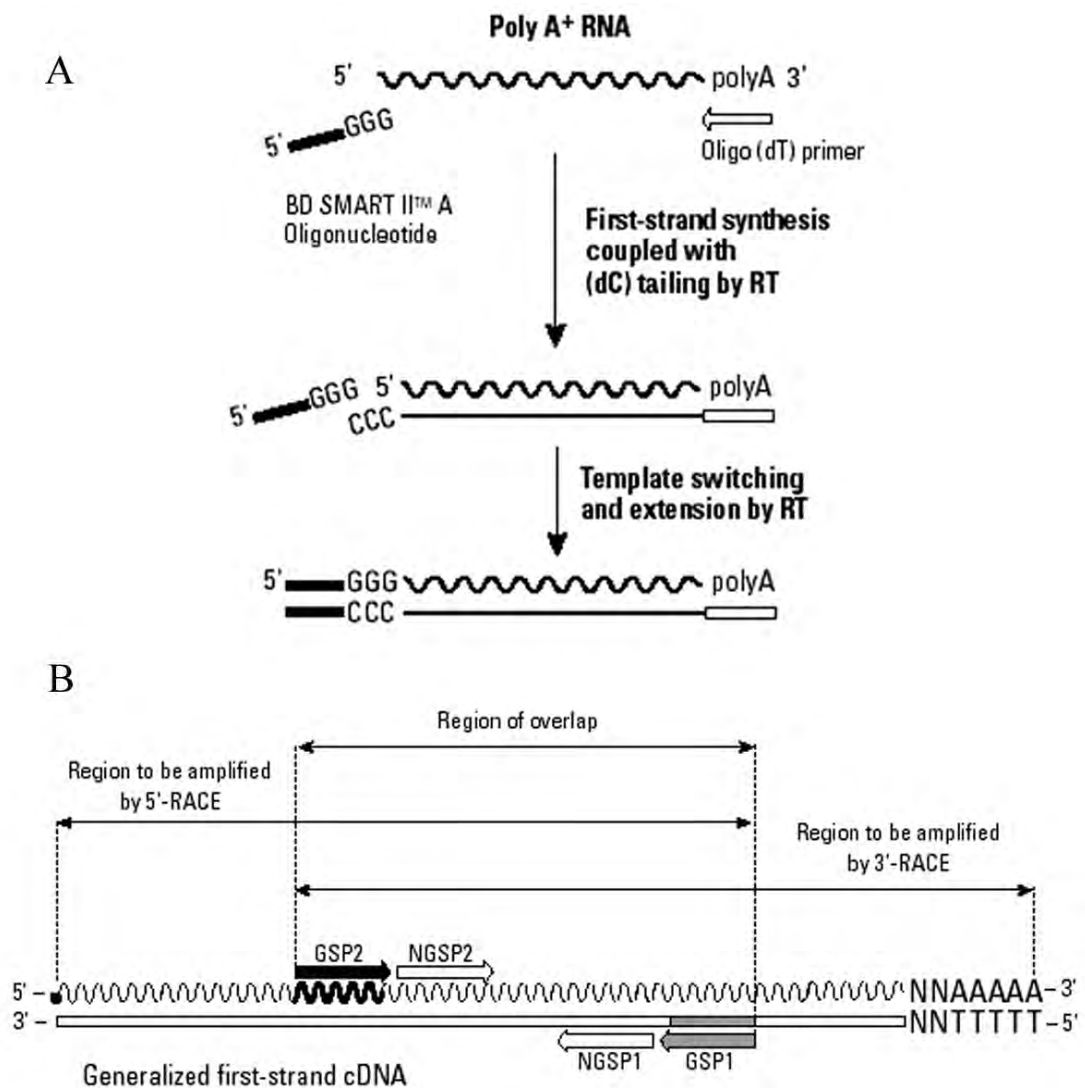 Poly A+ RNA
A
5' polyA 3'
5' GGG
Oligo (dT) primer
BD SMART II™ A
Oligonucleotide
First-strand synthesis
coupled with
(dC) tailing by RT
5' GGG 5' polyA
CCC
Template switching
and extension by RT
5' GGG polyA
CCC
B
Region of overlap
Region to be amplified
by 5'-RACE
Region to be amplified
by 3'-RACE
GSP2 NGSP2
5' – NNAAAAA – 3'
3' – NNTTTTT – 5'
NGSP1 GSP1
Generalized first-strand cDNA